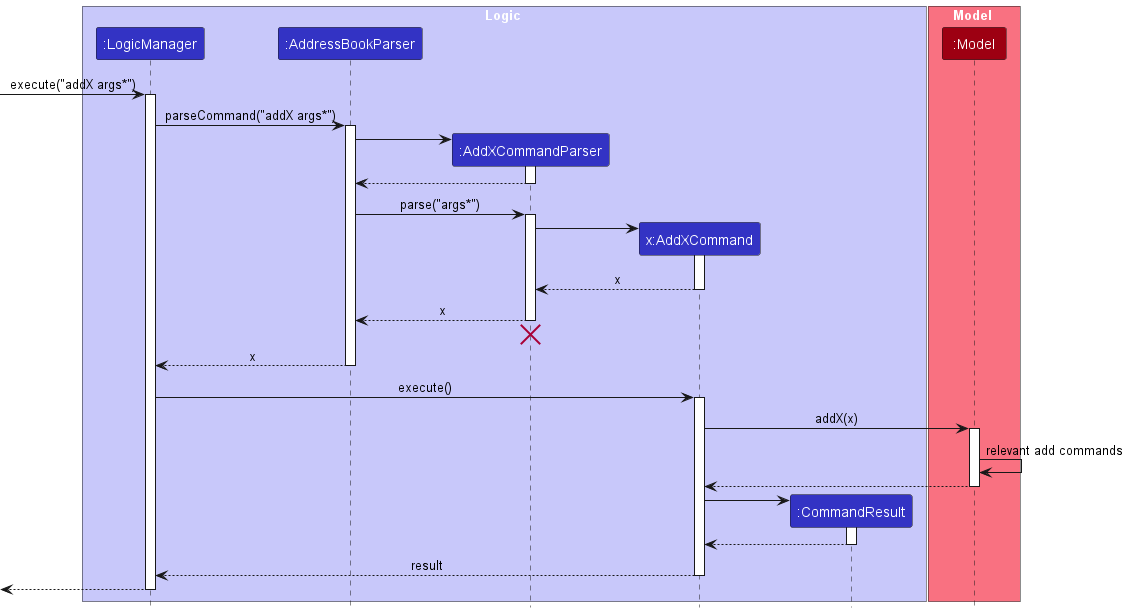 Logic
Model
:LogicManager
:AddressBookParser
:Model
execute("addX args*")
parseCommand("addX args*")
:AddXCommandParser
parse("args*")
x:AddXCommand
x
x
x
execute()
addX(x)
relevant add commands
:CommandResult
result